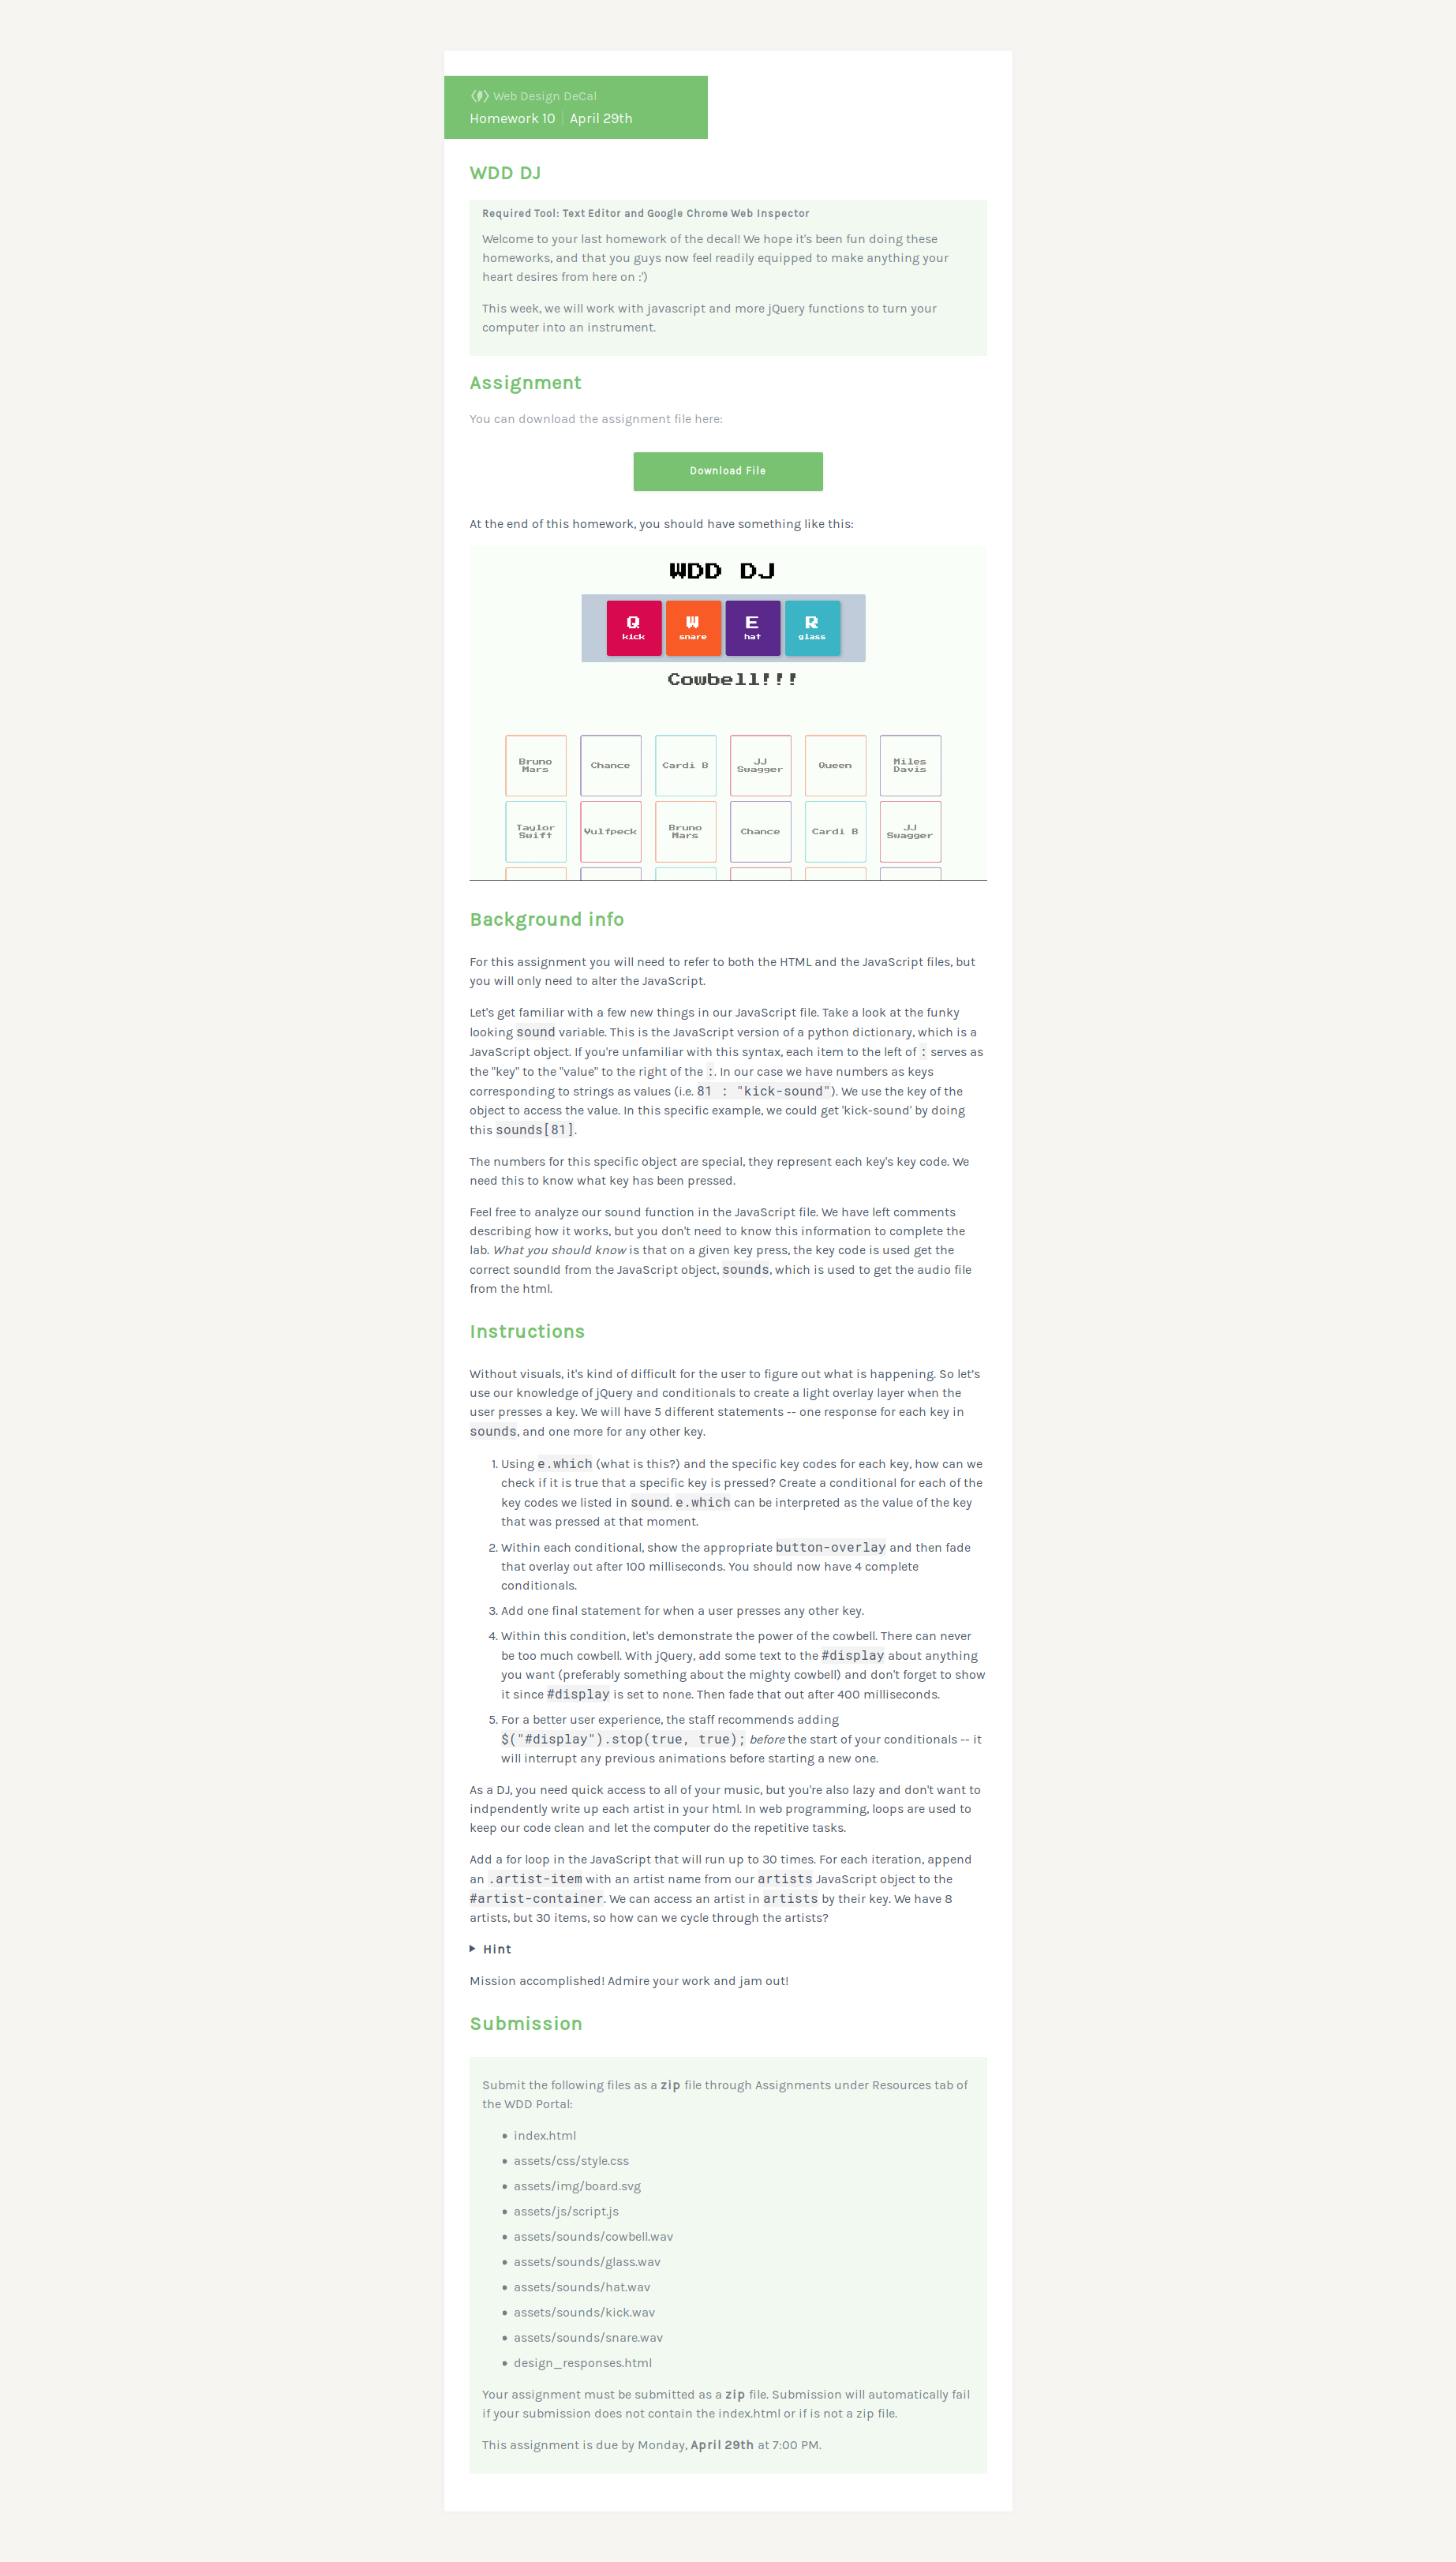 Web Design DeCal
Homework 10 | April 29th
WDD DJ
Required Tool: Text Editor and Google Chrome Web Inspector
Welcome to your last homework of the decal! We hope it's been fun doing these
homeworks, and that you guys now feel readily equipped to make anything your
heart desires from here on :')
This week, we will work with javascript and more jQuery functions to turn your
computer into an instrument.
Assignment
You can download the assignment file here:
Download File
At the end of this homework, you should have something like this:
WDD DJ
Q W E R
kick snare hat glass
Cowbell!!!
Bruno Mars Chance Cardi B JJ Swagger Queen Miles Davis
Taylor Swift Vulfpeck Bruno Mars Chance Cardi B JJ Swagger
Background info
For this assignment you will need to refer to both the HTML and the JavaScript files, but
you will only need to alter the JavaScript.
Let's get familiar with a few new things in our JavaScript file. Take a look at the funky
looking sound variable. This is the JavaScript version of a python dictionary, which is a
JavaScript object. If you're unfamiliar with this syntax, each item to the left of : serves as
the "key" to the "value" to the right of the :. In our case we have numbers as keys
corresponding to strings as values (i.e. 81 : "kick-sound"). We use the key of the
object to access the value. In this specific example, we could get 'kick-sound' by doing
this sounds[81].
The numbers for this specific object are special, they represent each key's key code. We
need this to know what key has been pressed.
Feel free to analyze our sound function in the JavaScript file. We have left comments
describing how it works, but you don't need to know this information to complete the
lab. What you should know is that on a given key press, the key code is used get the
correct soundId from the JavaScript object, sounds, which is used to get the audio file
from the html.
Instructions
Without visuals, it's kind of difficult for the user to figure out what is happening. So let's
use our knowledge of jQuery and conditionals to create a light overlay layer when the
user presses a key. We will have 5 different statements -- one response for each key in
sounds, and one more for any other key.
1. Using e.which (what is this?) and the specific key codes for each key, how can we
check if it is true that a specific key is pressed? Create a conditional for each of the
key codes we listed in sound. e.which can be interpreted as the value of the key
that was pressed at that moment.
2. Within each conditional, show the appropriate button-overlay and then fade
that overlay out after 100 milliseconds. You should now have 4 complete
conditionals.
3. Add one final statement for when a user presses any other key.
4. Within this condition, let's demonstrate the power of the cowbell. There can never
be too much cowbell. With jQuery, add some text to the #display about anything
you want (preferably something about the mighty cowbell) and don't forget to show
it since #display is set to none. Then fade that out after 400 milliseconds.
5. For a better user experience, the staff recommends adding
$("#display").stop(true, true); before the start of your conditionals -- it
will interrupt any previous animations before starting a new one.
As a DJ, you need quick access to all of your music, but you're also lazy and don't want to
indpendently write up each artist in your html. In web programming, loops are used to
keep our code clean and let the computer do the repetitive tasks.
Add a for loop in the JavaScript that will run up to 30 times. For each iteration, append
an .artist-item with an artist name from our artists JavaScript object to the
#artist-container. We can access an artist in artists by their key. We have 8
artists, but 30 items, so how can we cycle through the artists?
Hint
Mission accomplished! Admire your work and jam out!
Submission
Submit the following files as a zip file through Assignments under Resources tab of
the WDD Portal:
• index.html
• assets/css/style.css
• assets/img/board.svg
• assets/js/script.js
• assets/sounds/cowbell.wav
• assets/sounds/glass.wav
• assets/sounds/hat.wav
• assets/sounds/kick.wav
• assets/sounds/snare.wav
• design_responses.html
Your assignment must be submitted as a zip file. Submission will automatically fail
if your submission does not contain the index.html or if is not a zip file.
This assignment is due by Monday, April 29th at 7:00 PM.